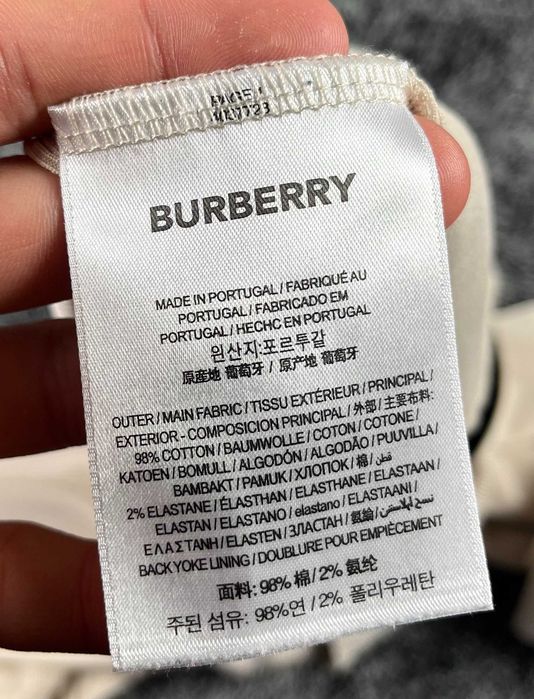 BURBERRY
MADE IN PORTUGAL / FABRIQUÉ AU
PORTUGAL / FABRICADO EM
PORTUGAL / HECHC EN PORTUGAL
원산지:포르투갈
原産地 葡萄牙 / 原产地 葡萄牙
OUTER / MAIN FABRIC / TISSU EXTÉRIEUR / PRINCIPAL /
EXTERIOR - COMPOSICION PRINCIPAL / 外部 / 主要布料:
98% COTTON / BAUMWOLLE / COTON / COTONE /
KATOEN / BOMULL / ALGODÓN / ALGODÃO / PUUVILLA /
ΒΑΜΒΑΚΙ / PAMUK / ХЛОПОК / 棉 / قطن
2% ELASTANE / ÉLASTHAN / ELASTHANE / ELASTAAN /
ELASTAN / ELASTANO / elastano / ELASTAANI /
ΕΛΑΣΤΑΝΗ / ELASTEN / ЭЛАСТАН / 氨綸 / نسيج ايلاستين
BACK YOKE LINING / DOUBLURE POUR EMPIÈCEMENT
面料: 98% 棉 / 2% 氨纶
주된 섬유: 98%면 / 2% 폴리우레탄